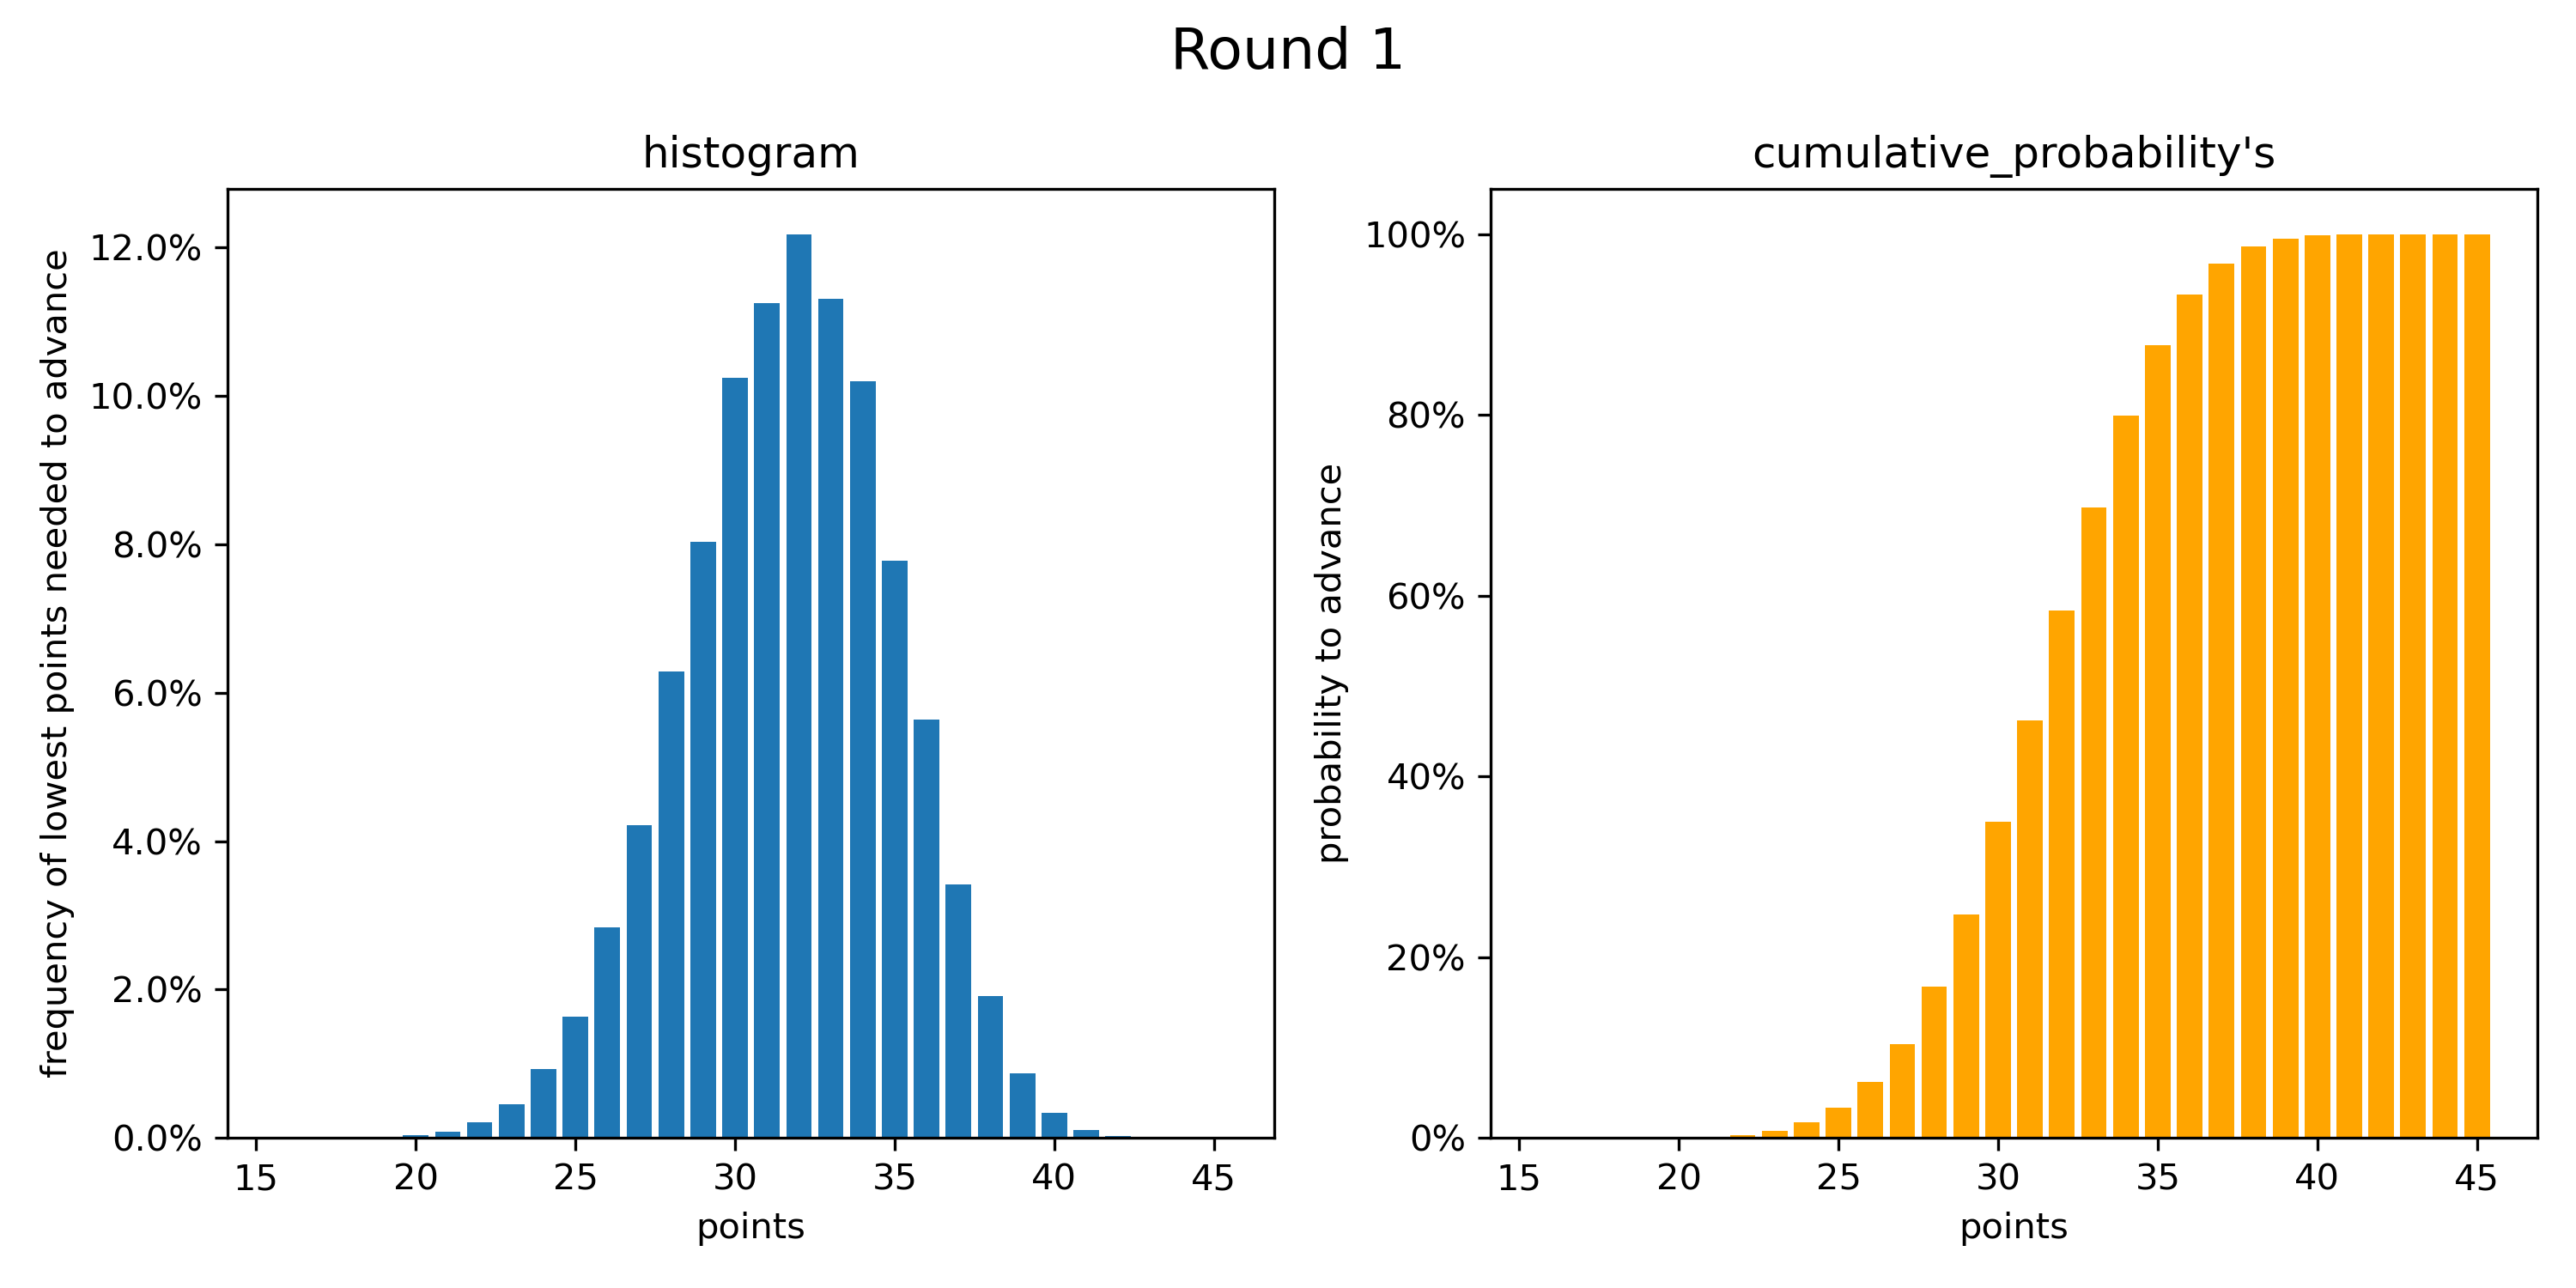 Round 1
histogram
frequency of lowest points needed to advance
12.0%
10.0%
8.0%
6.0%
4.0%
2.0%
0.0%
15 20 25 30 35 40 45
points
cumulative_probability's
probability to advance
100%
80%
60%
40%
20%
0%
15 20 25 30 35 40 45
points